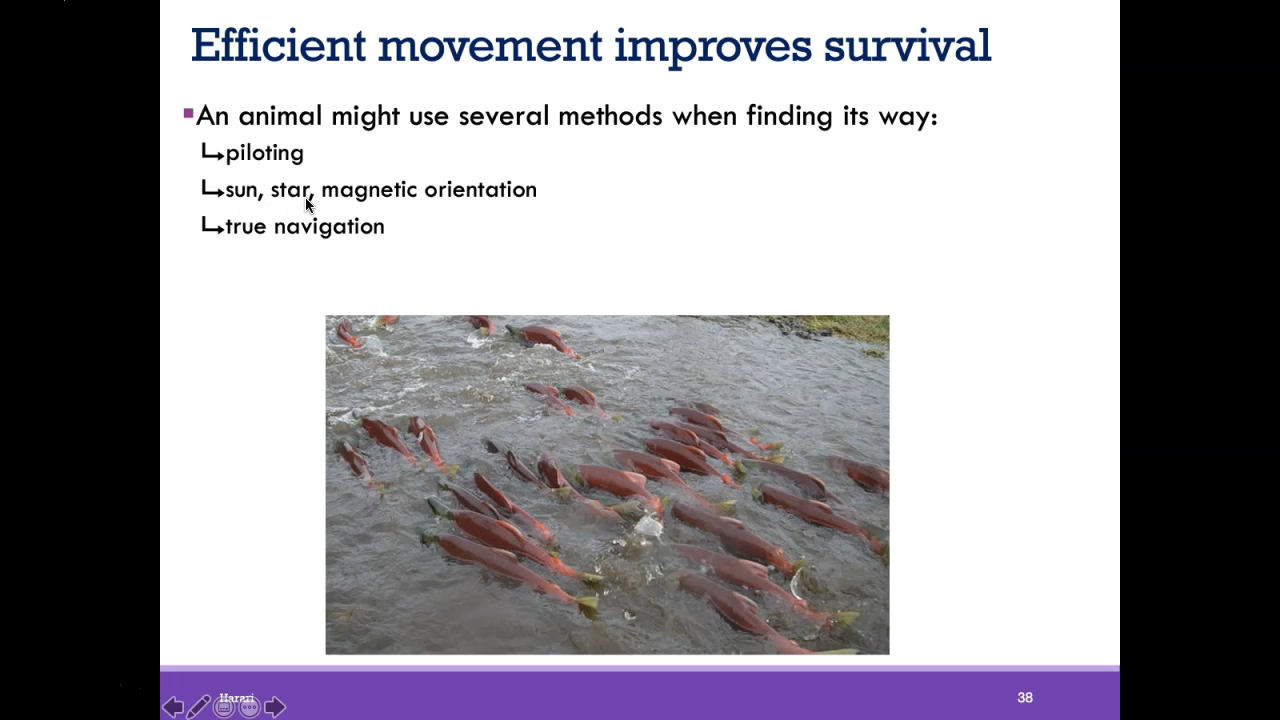 Efficient movement improves survival
An animal might use several methods when finding its way:
piloting
sun, star, magnetic orientation
true navigation
Harari
38